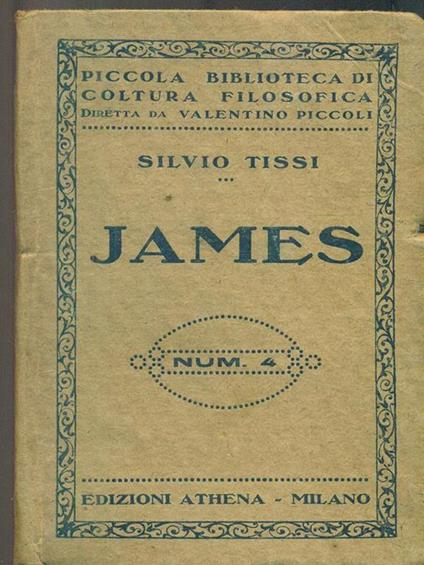 PICCOLA BIBLIOTECA DI
COLTURA FILOSOFICA
DIRETTA DA VALENTINO PICCOLI
SILVIO TISSI
JAMES
NUM. 4
EDIZIONI ATHENA - MILANO